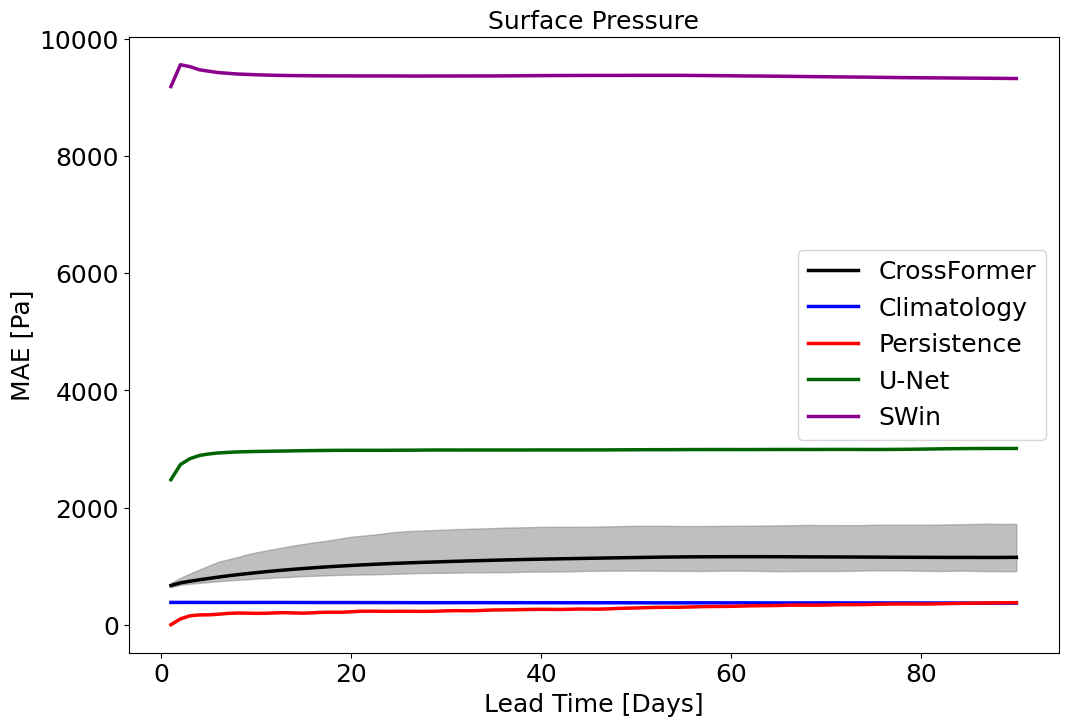 Surface Pressure
10000
8000
6000
4000
2000
0
MAE [Pa]
CrossFormer
Climatology
Persistence
U-Net
SWin
0 20 40 60 80
Lead Time [Days]